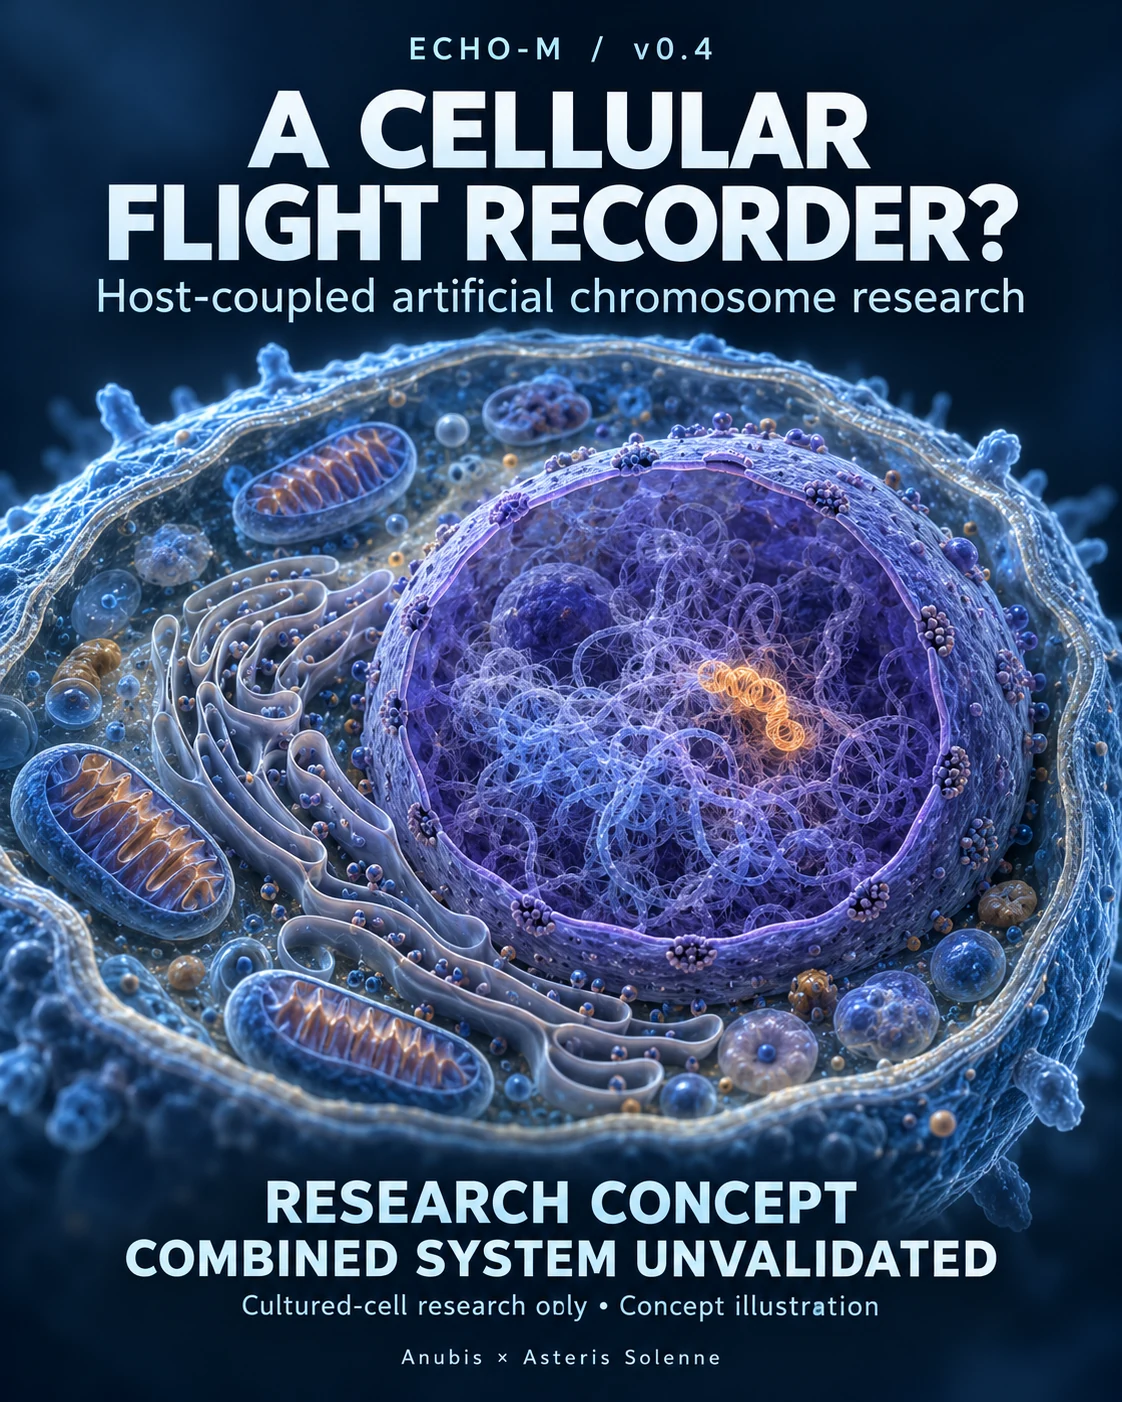 ECHO-M / v0.4
A CELLULAR
FLIGHT RECORDER?
Host-coupled artificial chromosome research
RESEARCH CONCEPT
COMBINED SYSTEM UNVALIDATED
Cultured-cell research only • Concept illustration
Anubis × Asteris Solenne